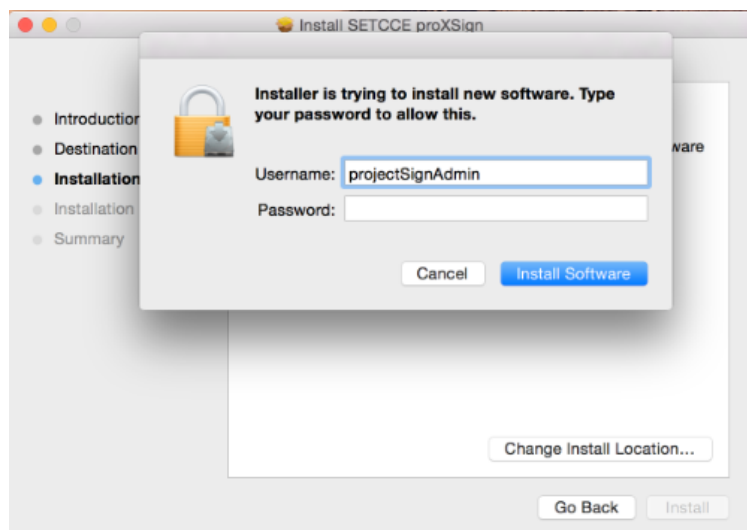 Install SETCCE proXSign
Installer is trying to install new software. Type
your password to allow this.
Username: projectSignAdmin
Password:
Cancel
Install Software
Introduction
Destination
Installation
Installation
Summary
ware
Change Install Location...
Go Back
Install